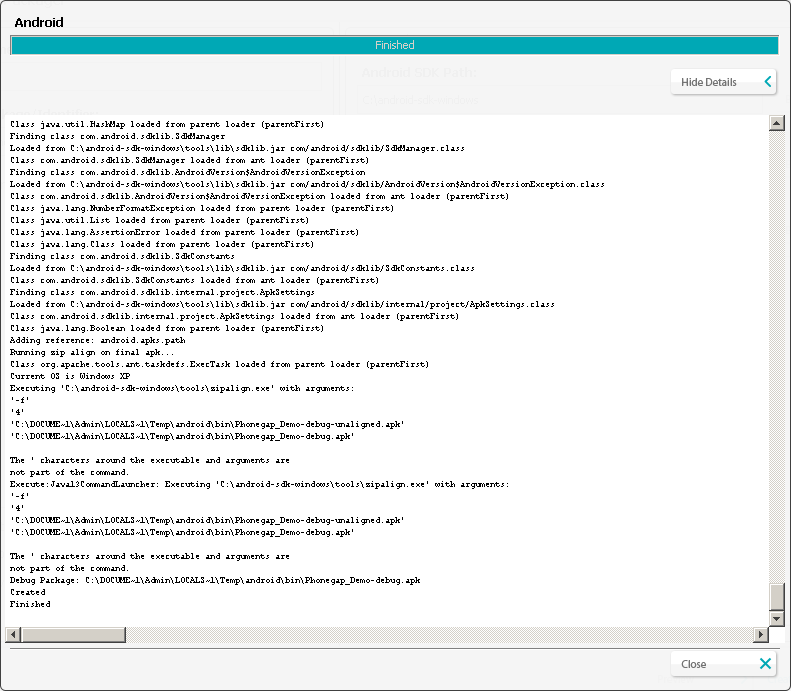 Android
Finished
Android SDK Path
Hide Details
Class java.util.HashMap loaded from parent loader (parentFirst)
Finding class com.android.sdklib.SdkManager
Loaded from C:\android-sdk-windows\tools\lib\sdklib.jar com/android/sdklib/SdkManager.class
Class com.android.sdklib.SdkManager loaded from ant loader (parentFirst)
Finding class com.android.sdklib.AndroidVersion$AndroidVersionException
Loaded from C:\android-sdk-windows\tools\lib\sdklib.jar com/android/sdklib/AndroidVersion$AndroidVersionException.class
Class com.android.sdklib.AndroidVersion$AndroidVersionException loaded from ant loader (parentFirst)
Class java.lang.NumberFormatException loaded from parent loader (parentFirst)
Class java.util.List loaded from parent loader (parentFirst)
Class java.lang.AssertionError loaded from parent loader (parentFirst)
Class java.lang.Class loaded from parent loader (parentFirst)
Finding class com.android.sdklib.SdkConstants
Loaded from C:\android-sdk-windows\tools\lib\sdklib.jar com/android/sdklib/SdkConstants.class
Class com.android.sdklib.SdkConstants loaded from ant loader (parentFirst)
Finding class com.android.sdklib.internal.project.ApkSettings
Loaded from C:\android-sdk-windows\tools\lib\sdklib.jar com/android/sdklib/internal/project/ApkSettings.class
Class com.android.sdklib.internal.project.ApkSettings loaded from ant loader (parentFirst)
Class java.lang.Boolean loaded from parent loader (parentFirst)
Adding reference: android.apks.path
Running zip align on final apk...
Class org.apache.tools.ant.taskdefs.ExecTask loaded from parent loader (parentFirst)
Current OS is Windows XP
Executing 'C:\android-sdk-windows\tools\zipalign.exe' with arguments:
'-f'
'4'
'C:\DOCUME~1\Admin\LOCALS~1\Temp\android\bin\Phonegap_Demo-debug-unaligned.apk'
'C:\DOCUME~1\Admin\LOCALS~1\Temp\android\bin\Phonegap_Demo-debug.apk'
The ' characters around the executable and arguments are
not part of the command.
Execute:Java13CommandLauncher: Executing 'C:\android-sdk-windows\tools\zipalign.exe' with arguments:
'-f'
'4'
'C:\DOCUME~1\Admin\LOCALS~1\Temp\android\bin\Phonegap_Demo-debug-unaligned.apk'
'C:\DOCUME~1\Admin\LOCALS~1\Temp\android\bin\Phonegap_Demo-debug.apk'
The ' characters around the executable and arguments are
not part of the command.
Debug Package: C:\DOCUME~1\Admin\LOCALS~1\Temp\android\bin\Phonegap_Demo-debug.apk
Created
Finished
Close